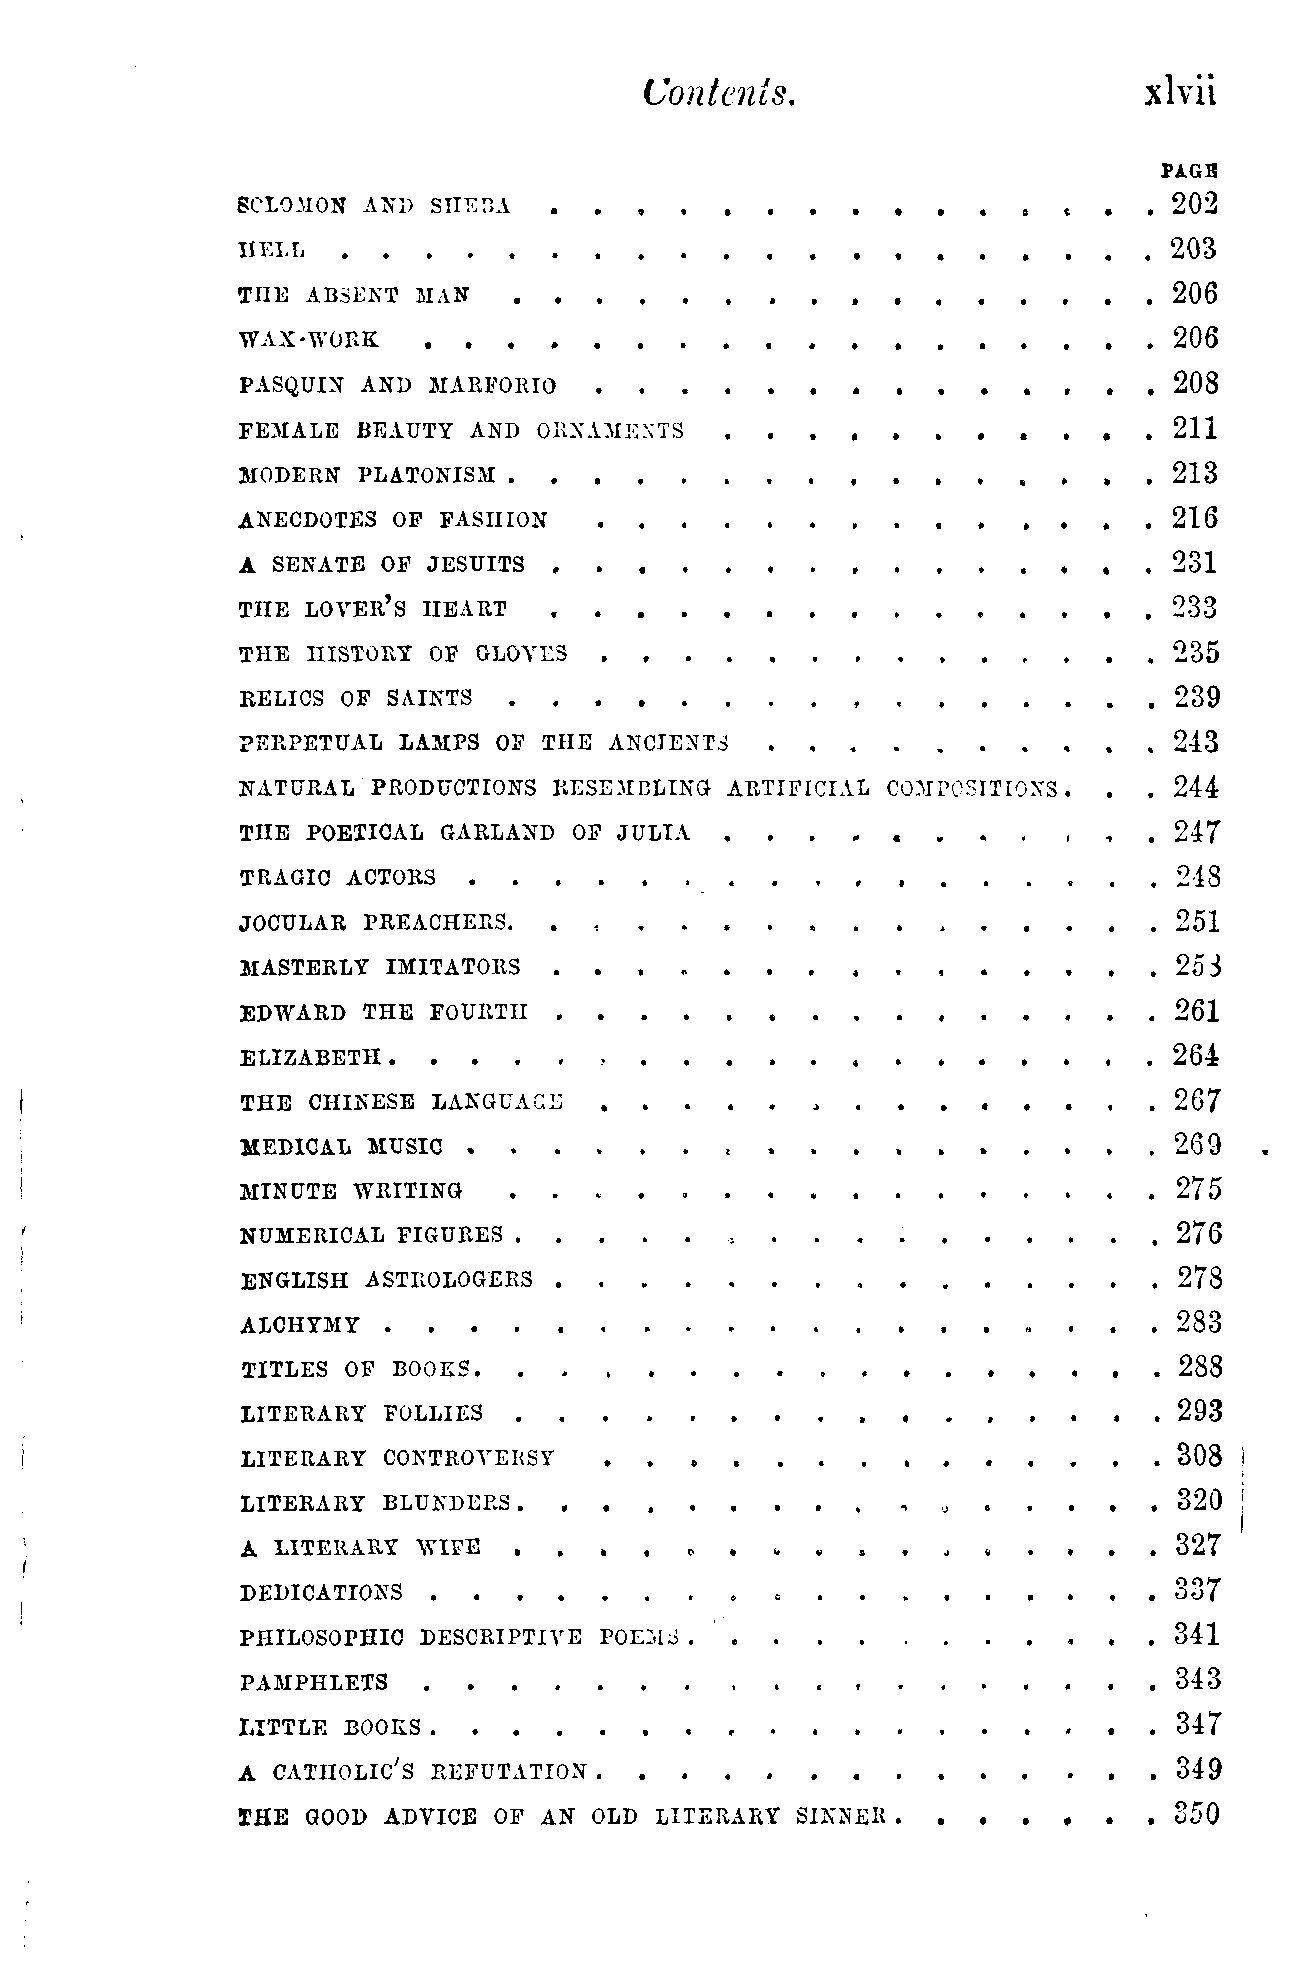 Contents. xlvii
PAGE
SOLOMON AND SHEBA . . . . . . . . . . . . . . . 202
HELL . . . . . . . . . . . . . . . . . . . . 203
THE ABSENT MAN . . . . . . . . . . . . . . . . 206
WAX-WORK . . . . . . . . . . . . . . . . . . 206
PASQUIN AND MARFORIO . . . . . . . . . . . . . . 208
FEMALE BEAUTY AND ORNAMENTS . . . . . . . . . . . 211
MODERN PLATONISM . . . . . . . . . . . . . . . . 213
ANECDOTES OF FASHION . . . . . . . . . . . . . . 216
A SENATE OF JESUITS . . . . . . . . . . . . . . . 231
THE LOVER'S HEART . . . . . . . . . . . . . . . 233
THE HISTORY OF GLOVES . . . . . . . . . . . . . . 235
RELICS OF SAINTS . . . . . . . . . . . . . . . . 239
PERPETUAL LAMPS OF THE ANCIENTS . . . . . . . . . . 243
NATURAL PRODUCTIONS RESEMBLING ARTIFICIAL COMPOSITIONS . . . 244
THE POETICAL GARLAND OF JULIA . . . . . . . . . . . 247
TRAGIC ACTORS . . . . . . . . . . . . . . . . . 248
JOCULAR PREACHERS . . . . . . . . . . . . . . . . 251
MASTERLY IMITATORS . . . . . . . . . . . . . . . 258
EDWARD THE FOURTH . . . . . . . . . . . . . . . 261
ELIZABETH . . . . . . . . . . . . . . . . . . . 264
THE CHINESE LANGUAGE . . . . . . . . . . . . . . 267
MEDICAL MUSIC . . . . . . . . . . . . . . . . . 269
MINUTE WRITING . . . . . . . . . . . . . . . . 275
NUMERICAL FIGURES . . . . . . . . . . . . . . . . 276
ENGLISH ASTROLOGERS . . . . . . . . . . . . . . . 278
ALCHYMY . . . . . . . . . . . . . . . . . . . 283
TITLES OF BOOKS . . . . . . . . . . . . . . . . . 288
LITERARY FOLLIES . . . . . . . . . . . . . . . . 293
LITERARY CONTROVERSY . . . . . . . . . . . . . . 308
LITERARY BLUNDERS . . . . . . . . . . . . . . . . 320
A LITERARY WIFE . . . . . . . . . . . . . . . . 327
DEDICATIONS . . . . . . . . . . . . . . . . . . 337
PHILOSOPHIC DESCRIPTIVE POEMS . . . . . . . . . . . . 341
PAMPHLETS . . . . . . . . . . . . . . . . . . 343
LITTLE BOOKS . . . . . . . . . . . . . . . . . . 347
A CATHOLIC'S REFUTATION . . . . . . . . . . . . . . 349
THE GOOD ADVICE OF AN OLD LITERARY SINNER . . . . . . . 350